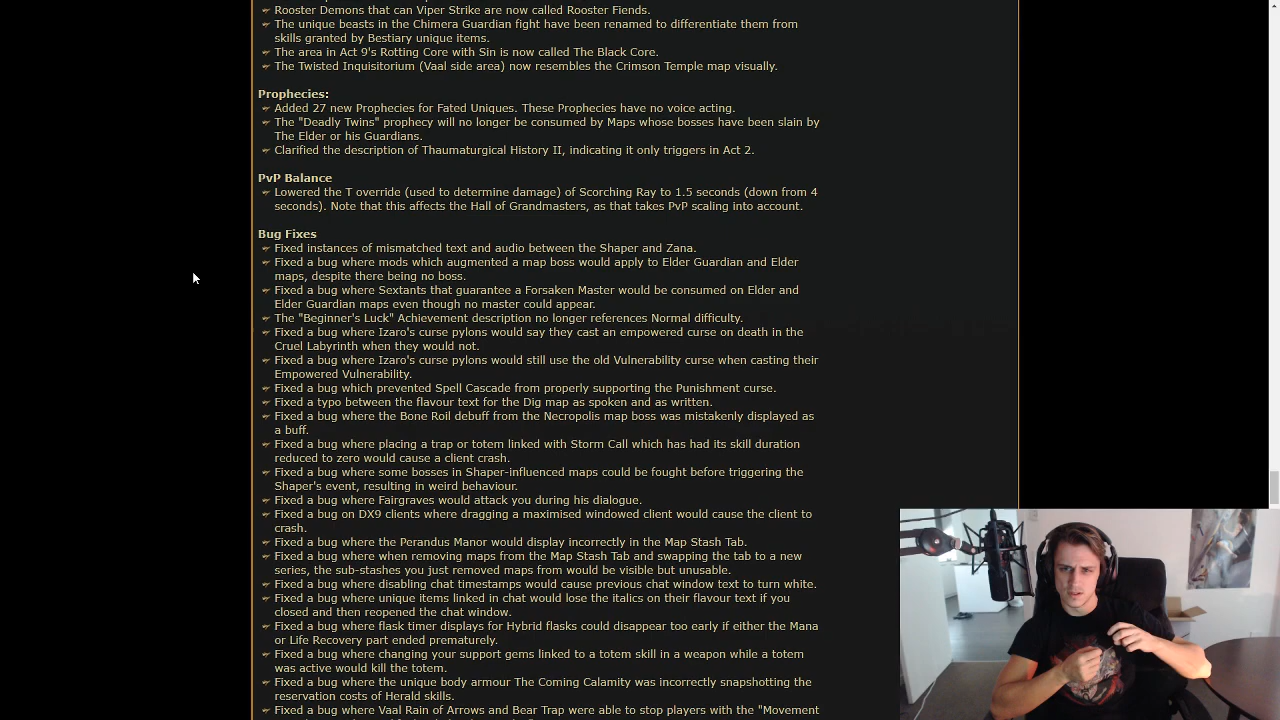 Rooster Demons that can Viper Strike are now called Rooster Fiends.
The unique beasts in the Chimera Guardian fight have been renamed to differentiate them from
skills granted by Bestiary unique items.
The area in Act 9's Rotting Core with Sin is now called The Black Core.
The Twisted Inquisitorium (Vaal side area) now resembles the Crimson Temple map visually.
Prophecies:
Added 27 new Prophecies for Fated Uniques. These Prophecies have no voice acting.
The "Deadly Twins" prophecy will no longer be consumed by Maps whose bosses have been slain by
The Elder or his Guardians.
Clarified the description of Thaumaturgical History II, indicating it only triggers in Act 2.
PvP Balance
Lowered the T override (used to determine damage) of Scorching Ray to 1.5 seconds (down from 4
seconds). Note that this affects the Hall of Grandmasters, as that takes PvP scaling into account.
Bug Fixes
Fixed instances of mismatched text and audio between the Shaper and Zana.
Fixed a bug where mods which augmented a map boss would apply to Elder Guardian and Elder
maps, despite there being no boss.
Fixed a bug where Sextants that guarantee a Forsaken Master would be consumed on Elder and
Elder Guardian maps even though no master could appear.
The "Beginner's Luck" Achievement description no longer references Normal difficulty.
Fixed a bug where Izaro's curse pylons would say they cast an empowered curse on death in the
Cruel Labyrinth when they would not.
Fixed a bug where Izaro's curse pylons would still use the old Vulnerability curse when casting their
Empowered Vulnerability.
Fixed a bug which prevented Spell Cascade from properly supporting the Punishment curse.
Fixed a typo between the flavour text for the Dig map as spoken and as written.
Fixed a bug where the Bone Roil debuff from the Necropolis map boss was mistakenly displayed as
a buff.
Fixed a bug where placing a trap or totem linked with Storm Call which has had its skill duration
reduced to zero would cause a client crash.
Fixed a bug where some bosses in Shaper-influenced maps could be fought before triggering the
Shaper's event, resulting in weird behaviour.
Fixed a bug where Fairgraves would attack you during his dialogue.
Fixed a bug on DX9 clients where dragging a maximised windowed client would cause the client to
crash.
Fixed a bug where the Perandus Manor would display incorrectly in the Map Stash Tab.
Fixed a bug where when removing maps from the Map Stash Tab and swapping the tab to a new
series, the sub-stashes you just removed maps from would be visible but unusable.
Fixed a bug where disabling chat timestamps would cause previous chat window text to turn white.
Fixed a bug where unique items linked in chat would lose the italics on their flavour text if you
closed and then reopened the chat window.
Fixed a bug where flask timer displays for Hybrid flasks could disappear too early if either the Mana
or Life Recovery part ended prematurely.
Fixed a bug where changing your support gems linked to a totem skill in a weapon while a totem
was active would kill the totem.
Fixed a bug where the unique body armour The Coming Calamity was incorrectly snapshotting the
reservation costs of Herald skills.
Fixed a bug where Vaal Rain of Arrows and Bear Trap were able to stop players with the "Movement